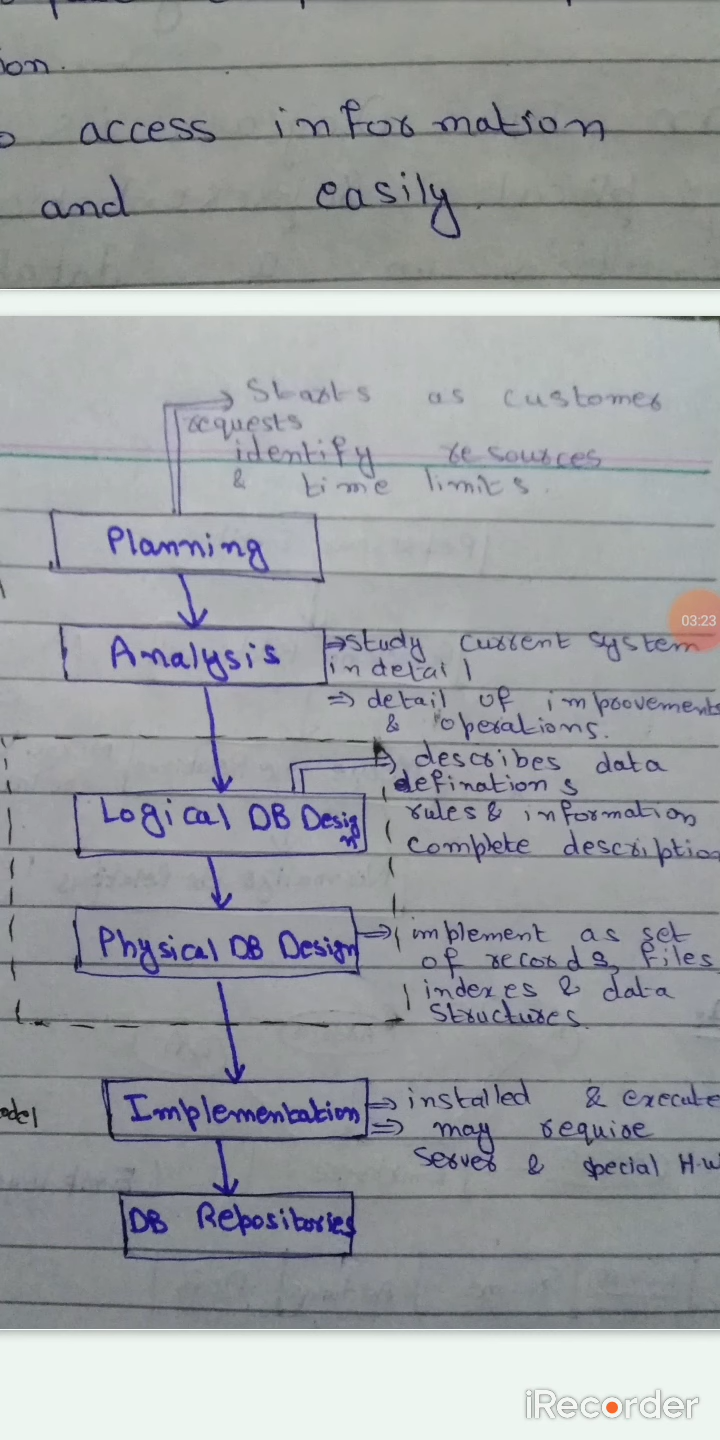 ion.
access information
and easily.
⇒ Starts as customer
requests
identify resources
& time limits.
Planning
03:23
Analysis
⇒ study current system
in detail
⇒ detail of improvements
& operations.
⇒ describes data
definations
rules & information
complete description
Logical DB Desig
n
Physical DB Design
⇒ implement as set
of records, files,
indexes & data
structures.
Implementation
⇒ installed & execute
⇒ may require
server & special H.W
DB Repositories
iRecorder